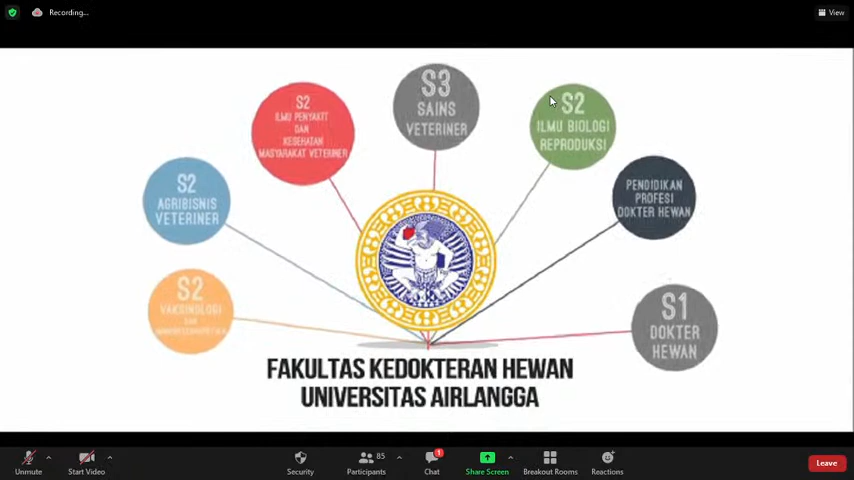 Recording...
View
S3
SAINS
VETERINER
S2
ILMU PENYAKIT
DAN
KESEHATAN
MASYARAKAT VETERINER
S2
ILMU BIOLOGI
REPRODUKSI
S2
AGRIBISNIS
VETERINER
PENDIDIKAN
PROFESI
DOKTER HEWAN
S2
VAKSINOLOGI
DAN
S1
DOKTER
HEWAN
FAKULTAS KEDOKTERAN HEWAN
UNIVERSITAS AIRLANGGA
85
1
Unmute
Start Video
Security
Participants
Chat
Share Screen
Breakout Rooms
Reactions
Leave